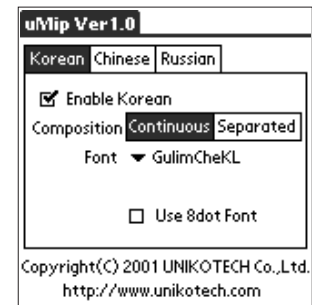 uMip Ver1.0
Korean Chinese Russian
Enable Korean
Composition Continuous Separated
Font GulimCheKL
Use 8dot Font
Copyright(C) 2001 UNIKOTECH Co.,Ltd.
http://www.unikotech.com